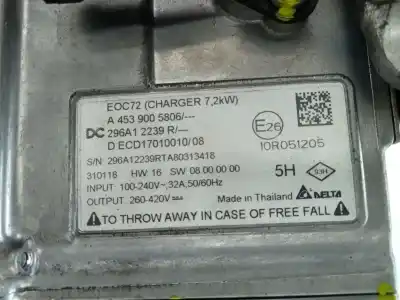 EOC72 (CHARGER 7,2kW)
A 453 900 5806/---
DC 296A1 2239 R/---
D ECD17010010/08
E26
10R051205
S/N 296A12239RTA80313418
310118 HW 16 SW 08 00 00 00
5H
INPUT 100-240V~,32A,50/60Hz
OUTPUT 260-420V
Made in Thailand
DELTA
TO THROW AWAY IN CASE OF FREE FALL